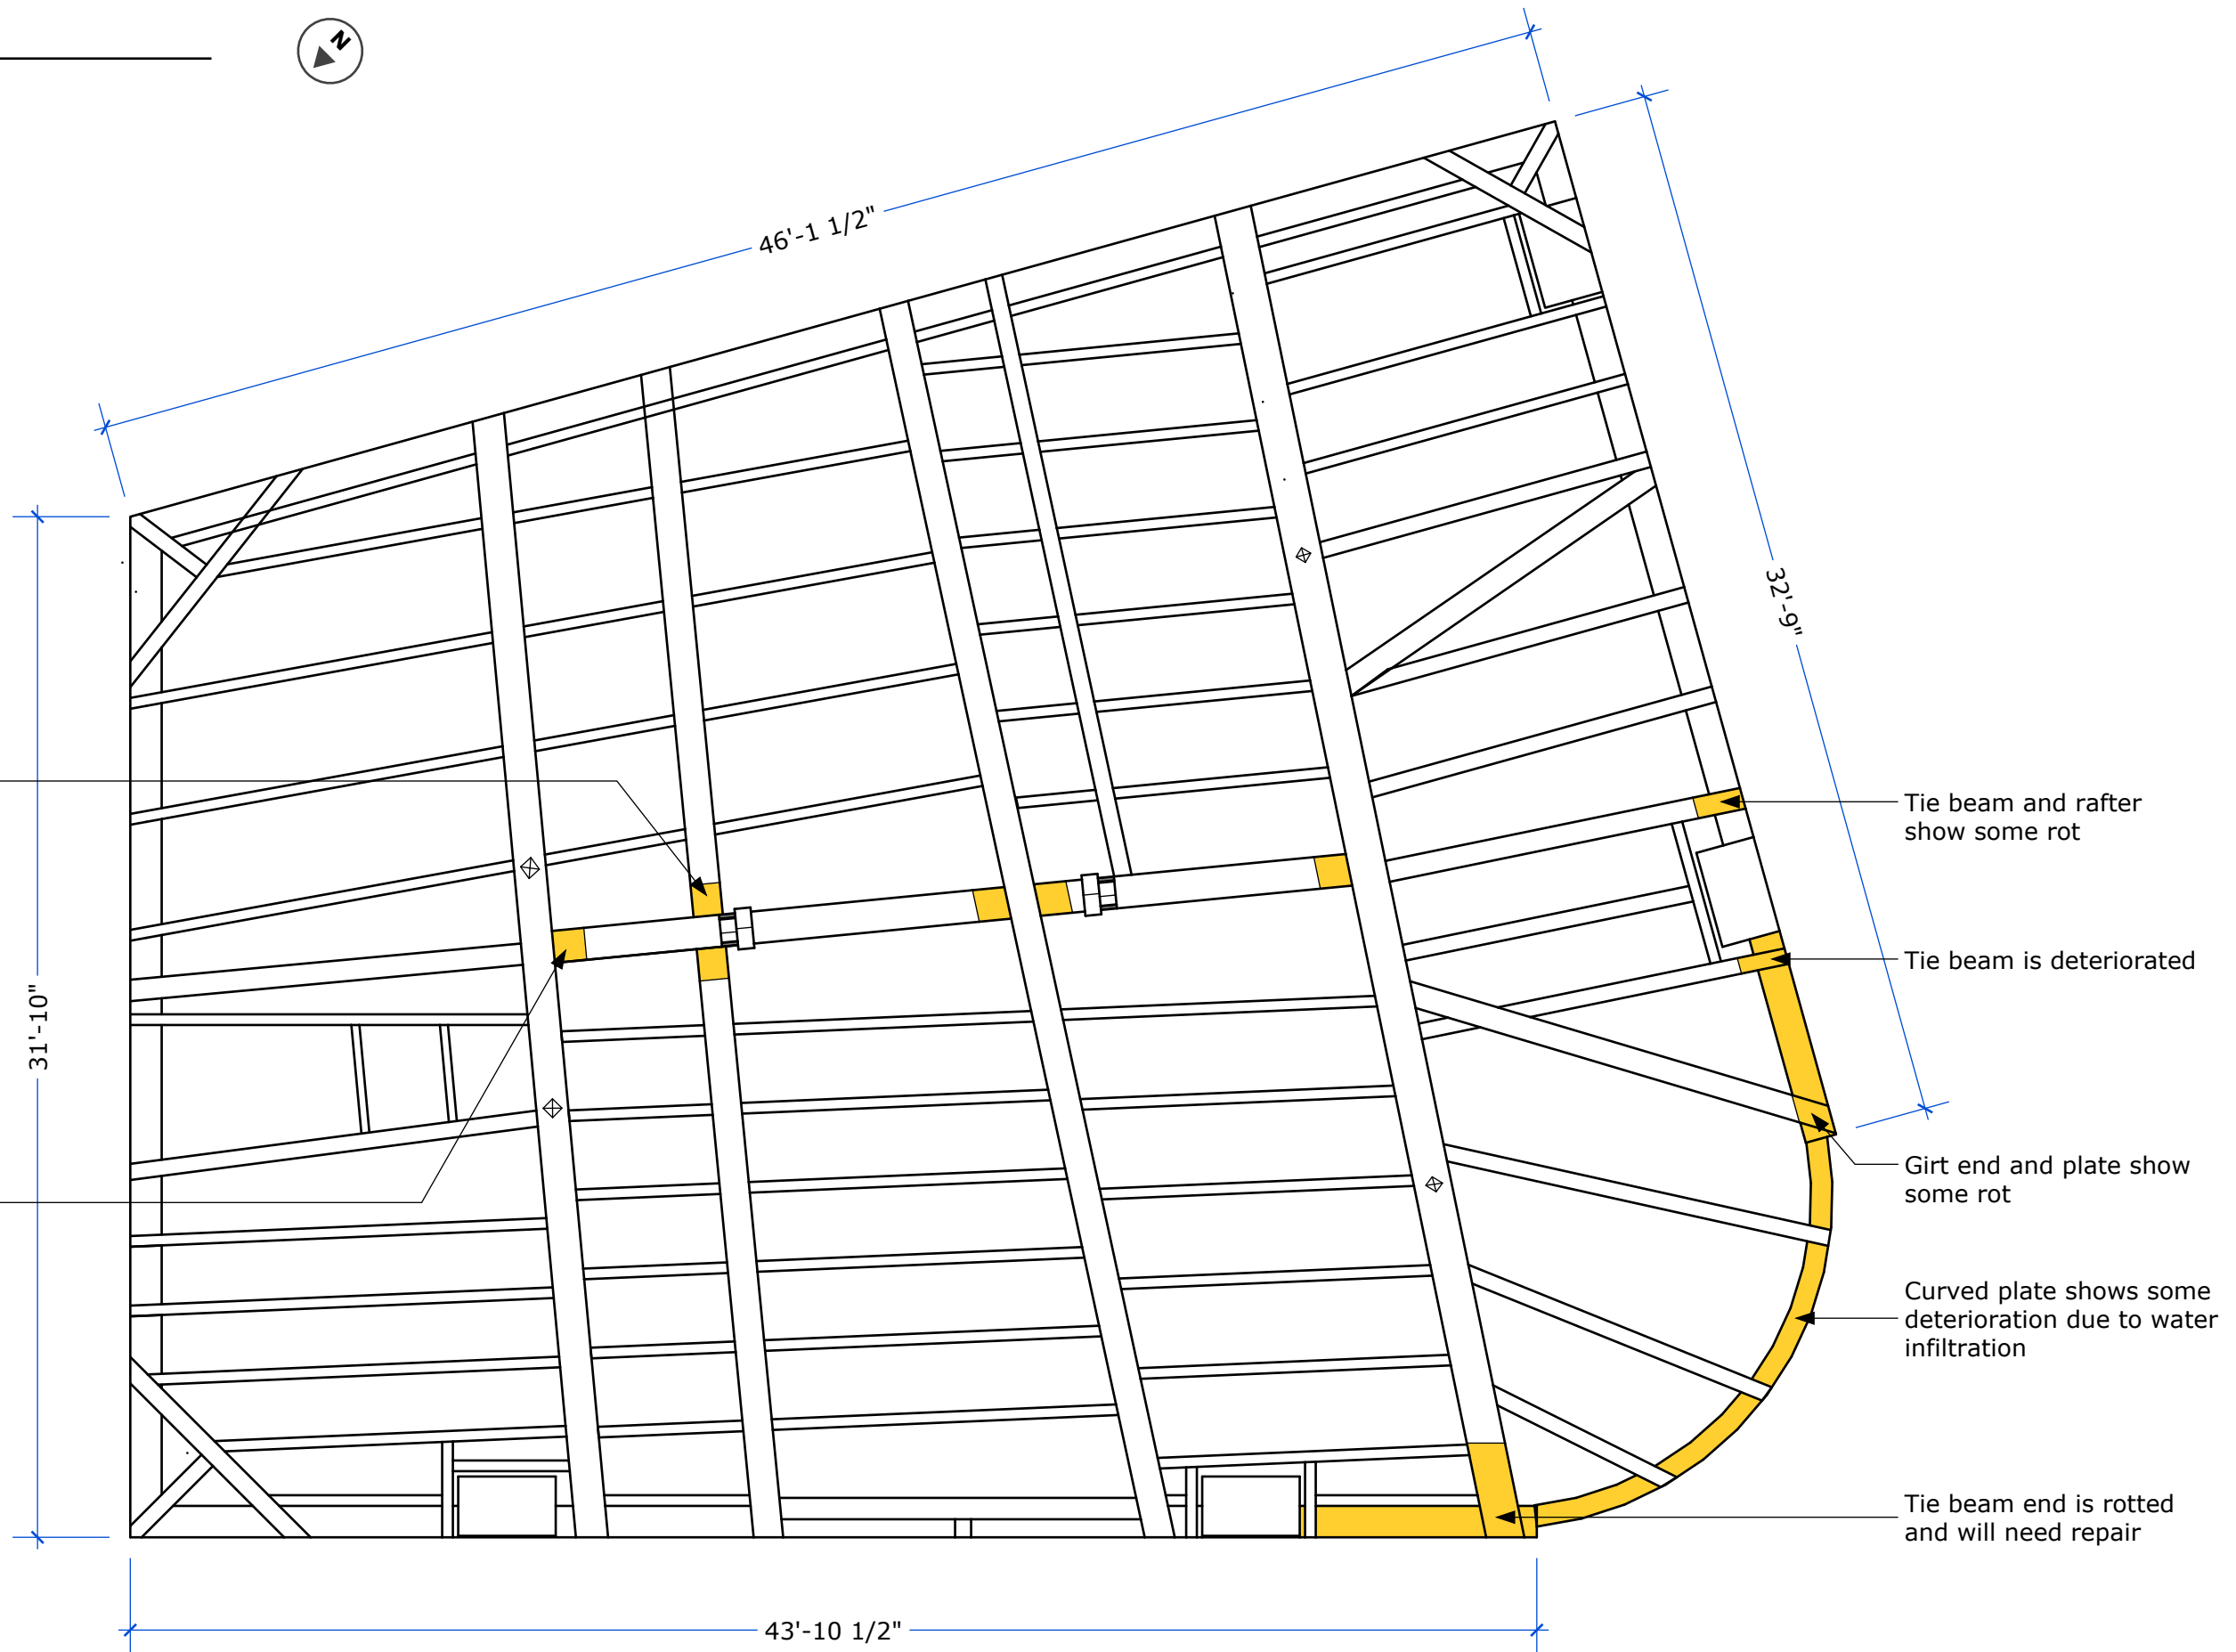 N
46'-1 1/2"
32'-9"
31'-10"
Tie beam and rafter
show some rot
Tie beam is deteriorated
Girt end and plate show
some rot
Curved plate shows some
deterioration due to water
infiltration
Tie beam end is rotted
and will need repair
43'-10 1/2"